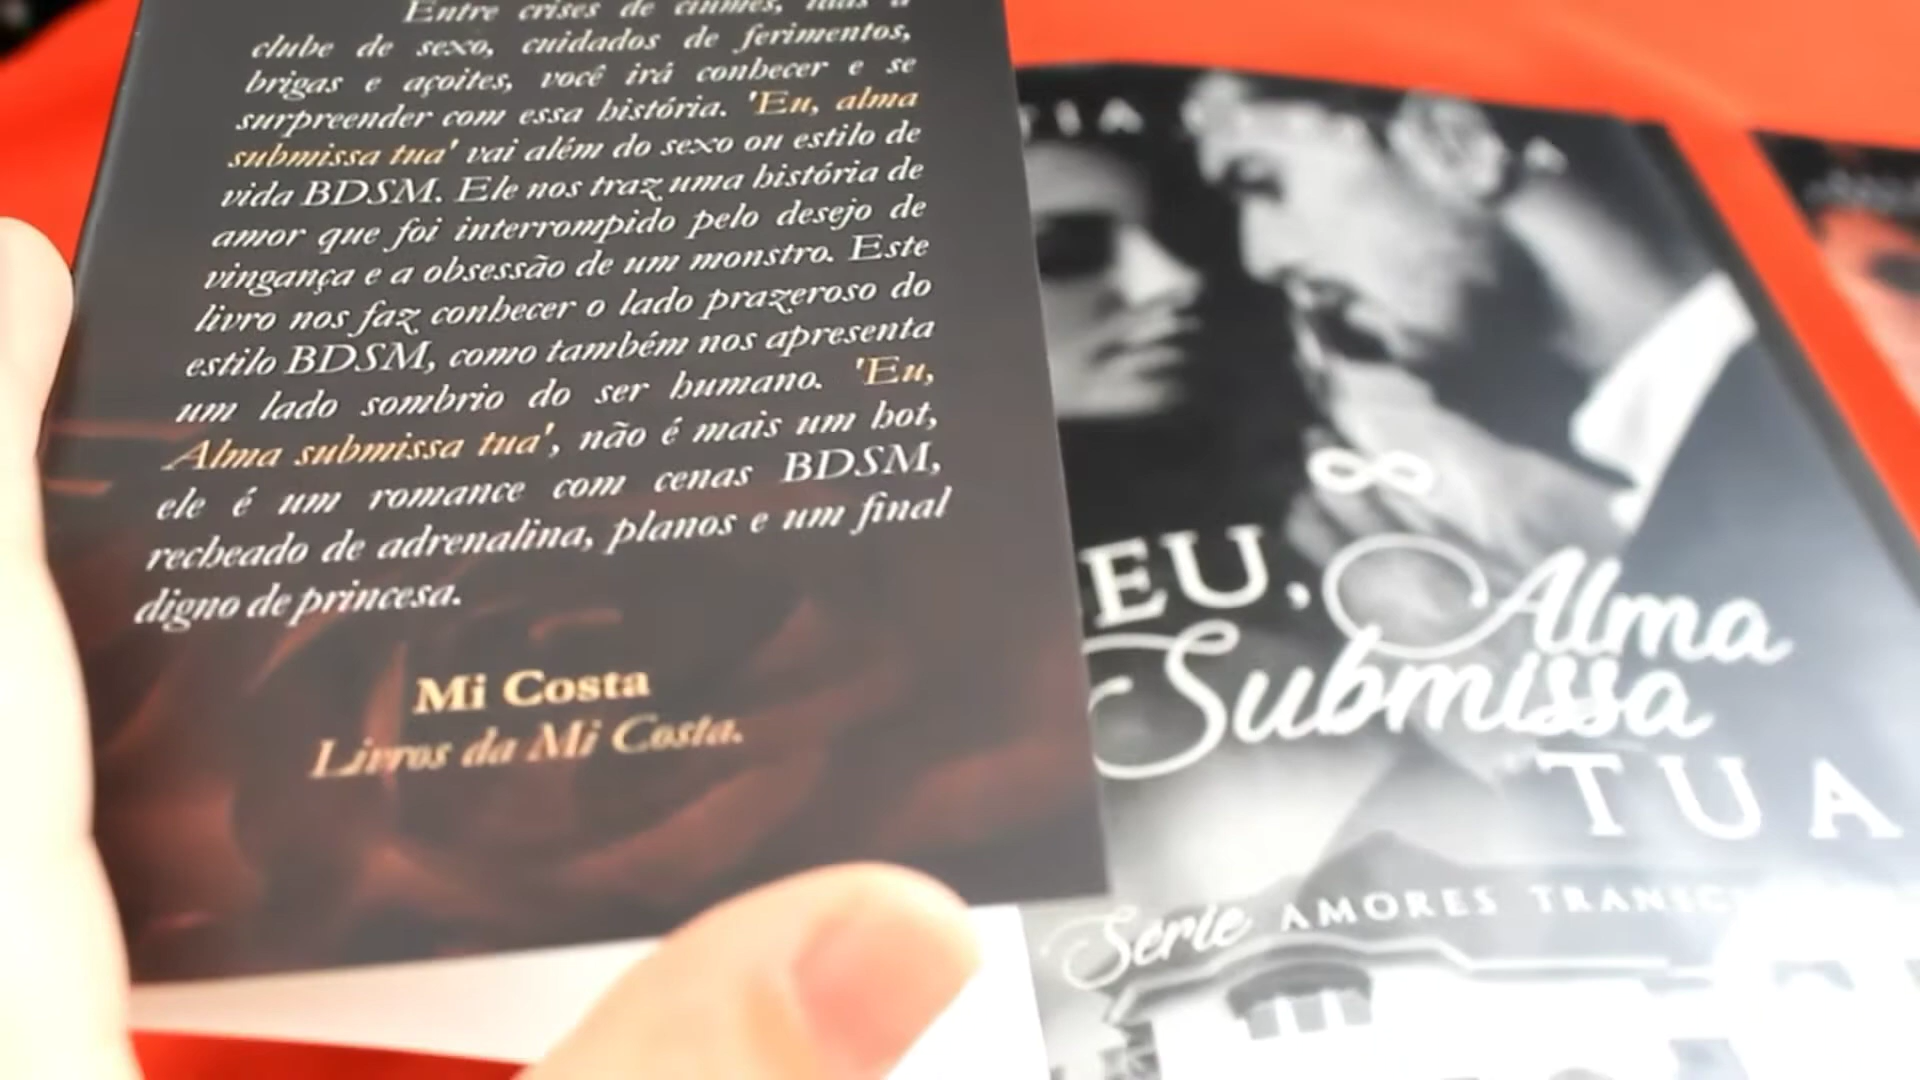 Entre crises de ciúmes, idas a
clube de sexo, cuidados de ferimentos,
brigas e açoites, você irá conhecer e se
surpreender com essa história. 'Eu, alma
submissa tua' vai além do sexo ou estilo de
vida BDSM. Ele nos traz uma história de
amor que foi interrompido pelo desejo de
vingança e a obsessão de um monstro. Este
livro nos faz conhecer o lado prazeroso do
estilo BDSM, como também nos apresenta
um lado sombrio do ser humano. 'Eu,
Alma submissa tua', não é mais um hot,
ele é um romance com cenas BDSM,
recheado de adrenalina, planos e um final
digno de princesa.
Mi Costa
Livros da Mi Costa.
EU, Alma
Submissa
TUA
Serie AMORES